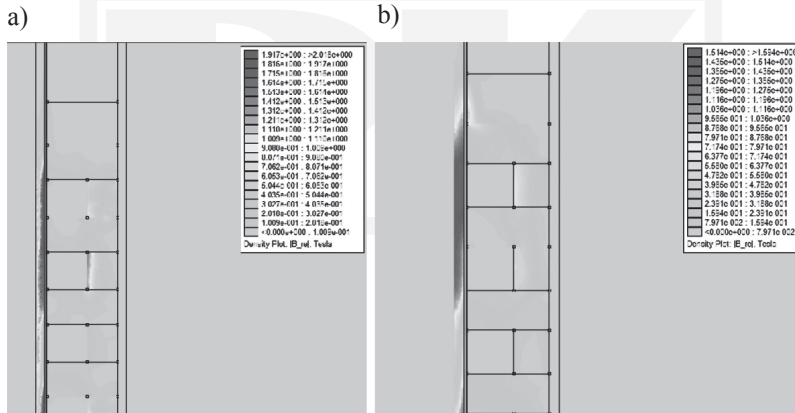 a)
1.917e+000 : >2.018e+000
1.816e+000 : 1.917e+000
1.715e+000 : 1.816e+000
1.614e+000 : 1.715e+000
1.513e+000 : 1.614e+000
1.412e+000 : 1.513e+000
1.312e+000 : 1.412e+000
1.211e+000 : 1.312e+000
1.110e+000 : 1.211e+000
1.009e+000 : 1.110e+000
9.080e-001 : 1.009e+000
8.071e-001 : 9.080e-001
7.062e-001 : 8.071e-001
6.053e-001 : 7.062e-001
5.044e-001 : 6.053e-001
4.035e-001 : 5.044e-001
3.027e-001 : 4.035e-001
2.018e-001 : 3.027e-001
1.009e-001 : 2.018e-001
<0.000e+000 : 1.009e-001
Density Plot: |B_re|, Tesla
b)
1.514e+000 : >1.594e+000
1.435e+000 : 1.514e+000
1.355e+000 : 1.435e+000
1.275e+000 : 1.355e+000
1.196e+000 : 1.275e+000
1.116e+000 : 1.196e+000
1.036e+000 : 1.116e+000
9.565e-001 : 1.036e+000
8.768e-001 : 9.565e-001
7.971e-001 : 8.768e-001
7.174e-001 : 7.971e-001
6.377e-001 : 7.174e-001
5.580e-001 : 6.377e-001
4.782e-001 : 5.580e-001
3.985e-001 : 4.782e-001
3.188e-001 : 3.985e-001
2.391e-001 : 3.188e-001
1.594e-001 : 2.391e-001
7.971e-002 : 1.594e-001
<0.000e+000 : 7.971e-002
Density Plot: |B_re|, Tesla